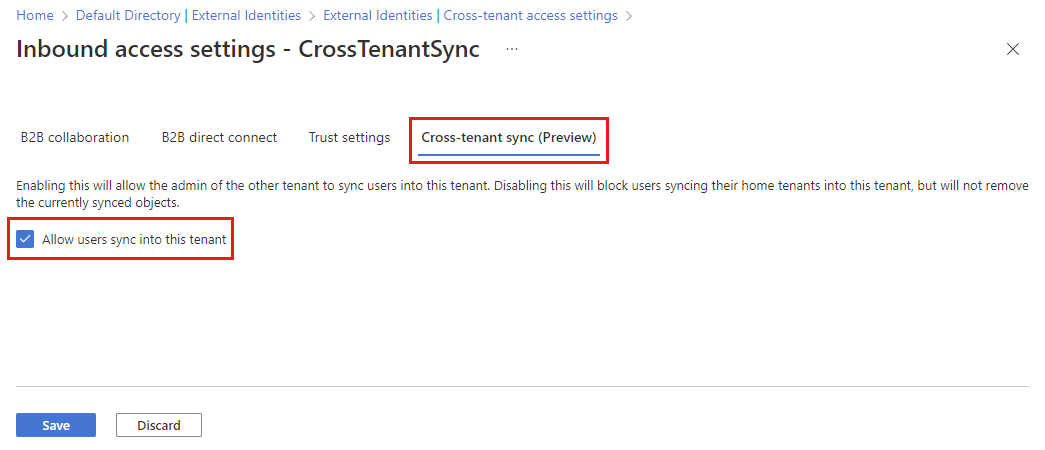 Home > Default Directory | External Identities > External Identities | Cross-tenant access settings >
Inbound access settings - CrossTenantSync ...
B2B collaboration B2B direct connect Trust settings Cross-tenant sync (Preview)
Enabling this will allow the admin of the other tenant to sync users into this tenant. Disabling this will block users syncing their home tenants into this tenant, but will not remove
the currently synced objects.
Allow users sync into this tenant
Save Discard